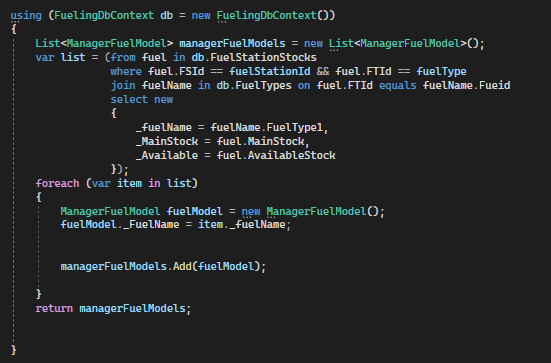 using (FuelingDbContext db = new FuelingDbContext())
{
List<ManagerFuelModel> managerFuelModels = new List<ManagerFuelModel>();
var list = (from fuel in db.FuelStationStocks
where fuel.FSId == fuelStationId && fuel.FTId == fuelType
join fuelName in db.FuelTypes on fuel.FTId equals fuelName.Fueid
select new
{
_fuelName = fuelName.FuelType1,
_MainStock = fuel.MainStock,
_Available = fuel.AvailableStock
});
foreach (var item in list)
{
ManagerFuelModel fuelModel = new ManagerFuelModel();
fuelModel._FuelName = item._fuelName;
managerFuelModels.Add(fuelModel);
}
return managerFuelModels;
}